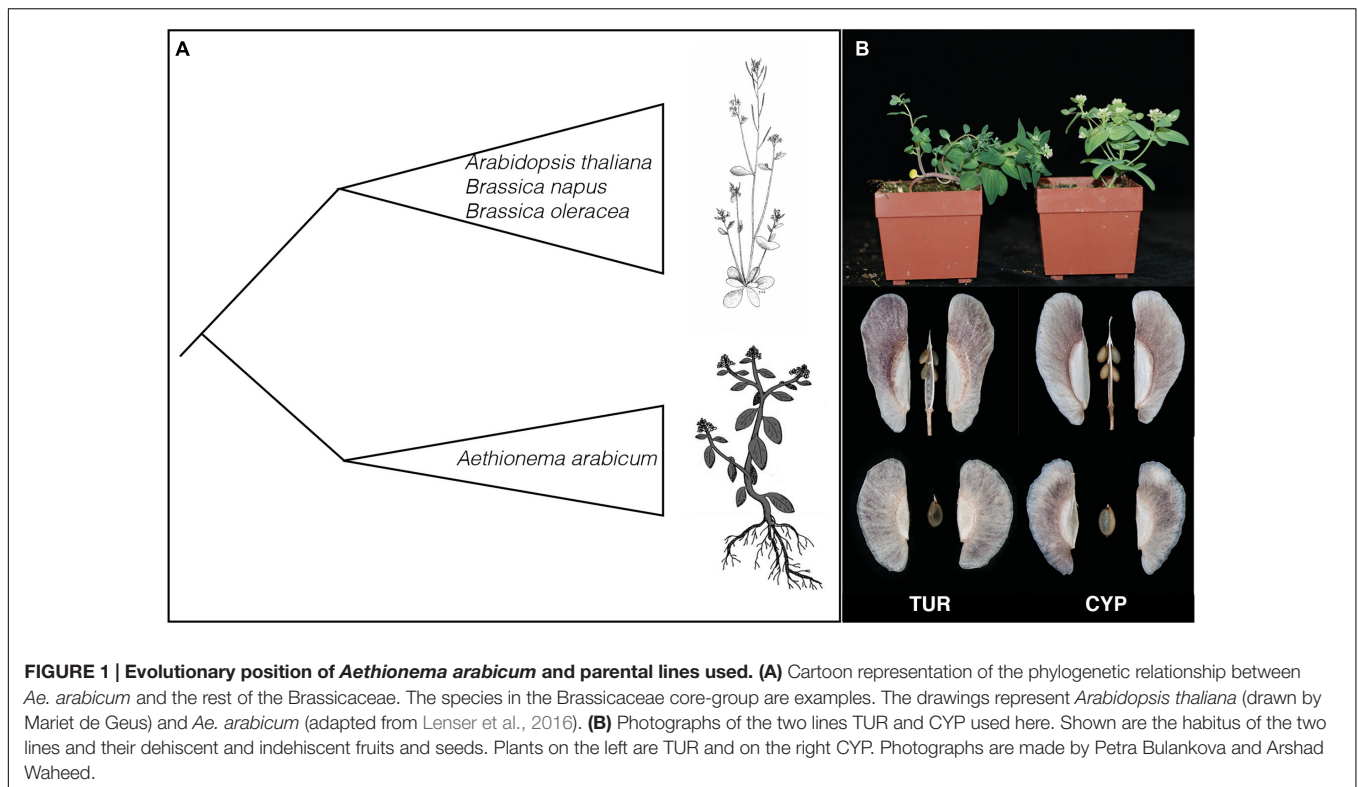 A
Arabidopsis thaliana
Brassica napus
Brassica oleracea
Aethionema arabicum
B
TUR CYP
FIGURE 1 | Evolutionary position of Aethionema arabicum and parental lines used. (A) Cartoon representation of the phylogenetic relationship between
Ae. arabicum and the rest of the Brassicaceae. The species in the Brassicaceae core-group are examples. The drawings represent Arabidopsis thaliana (drawn by
Mariet de Geus) and Ae. arabicum (adapted from Lenser et al., 2016). (B) Photographs of the two lines TUR and CYP used here. Shown are the habitus of the two
lines and their dehiscent and indehiscent fruits and seeds. Plants on the left are TUR and on the right CYP. Photographs are made by Petra Bulankova and Arshad
Waheed.